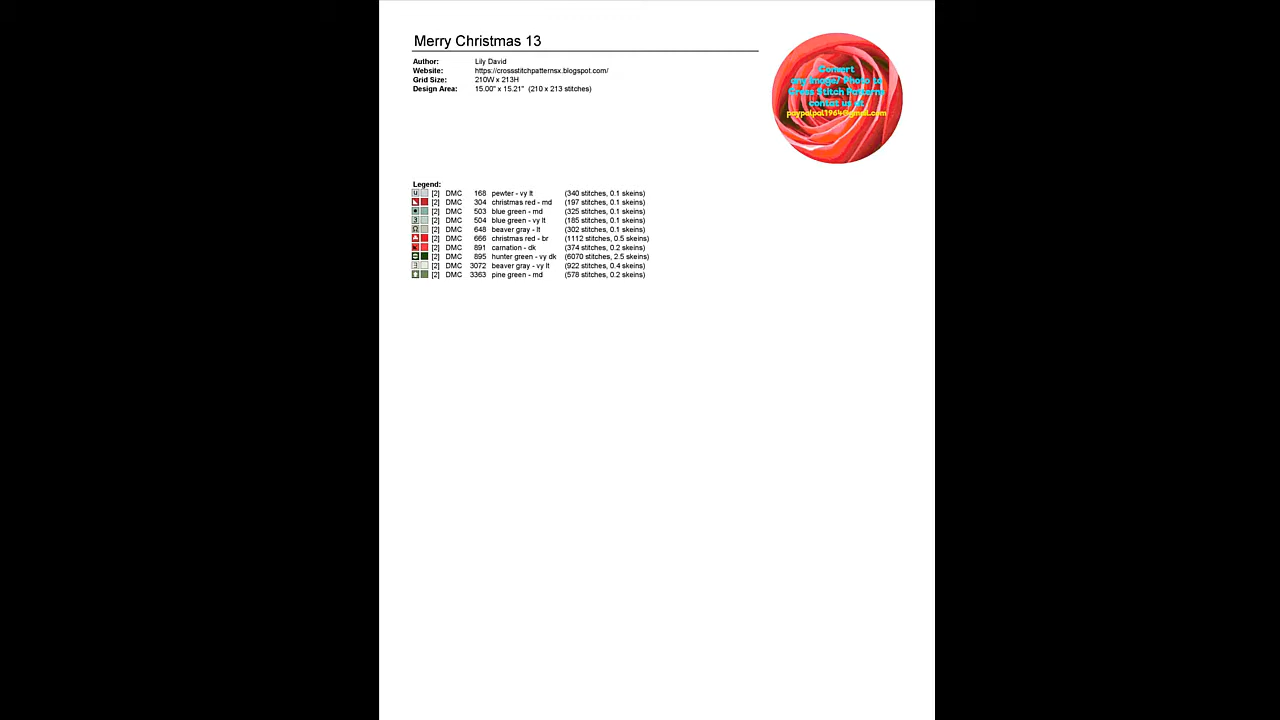 Merry Christmas 13
Author: Lily David
Website: https://crossstitchpatternsx.blogspot.com/
Grid Size: 210W x 213H
Design Area: 15.00" x 15.21" (210 x 213 stitches)
Convert
any Image/ Photo to
Cross Stitch Patterns
contat us at
paypalpal1964@gmail.com
Legend:
[2] DMC 168 pewter - vy lt (340 stitches, 0.1 skeins)
[2] DMC 304 christmas red - md (197 stitches, 0.1 skeins)
[2] DMC 503 blue green - md (325 stitches, 0.1 skeins)
[2] DMC 504 blue green - vy lt (185 stitches, 0.1 skeins)
[2] DMC 648 beaver gray - lt (302 stitches, 0.1 skeins)
[2] DMC 666 christmas red - br (1112 stitches, 0.5 skeins)
[2] DMC 891 carnation - dk (374 stitches, 0.2 skeins)
[2] DMC 895 hunter green - vy dk (6070 stitches, 2.5 skeins)
[2] DMC 3072 beaver gray - vy lt (922 stitches, 0.4 skeins)
[2] DMC 3363 pine green - md (578 stitches, 0.2 skeins)